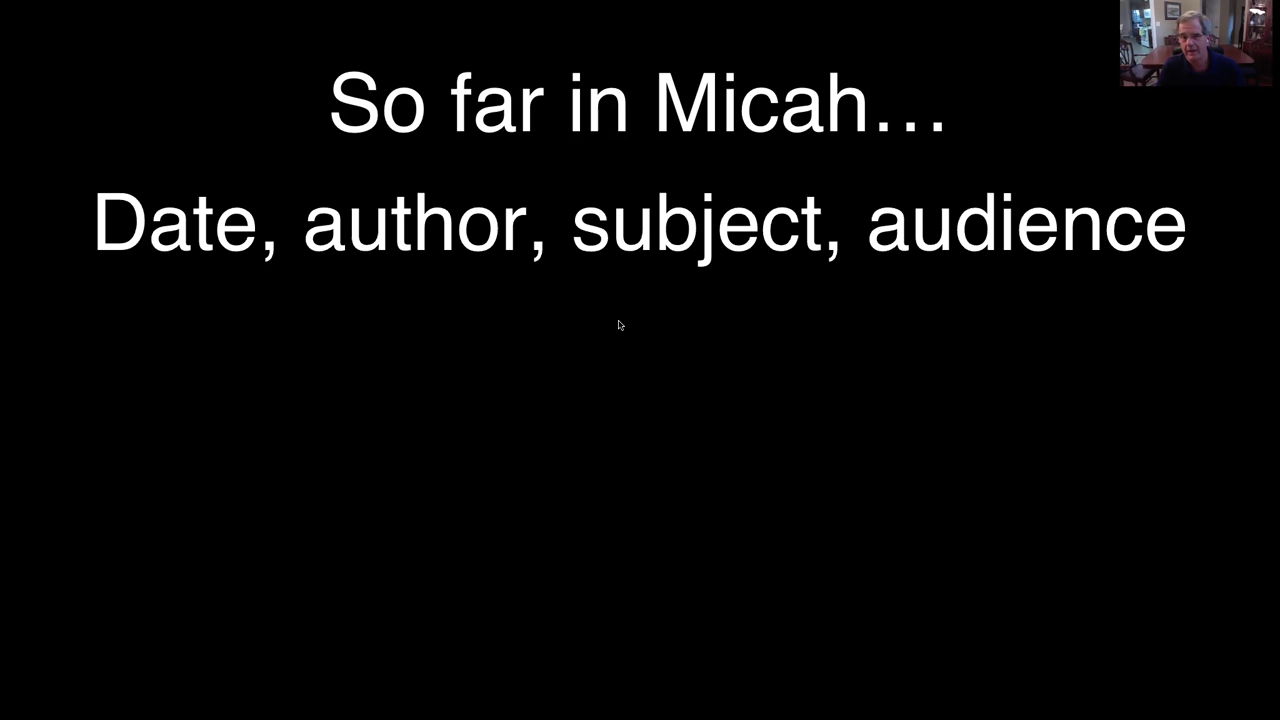 So far in Micah…
Date, author, subject, audience